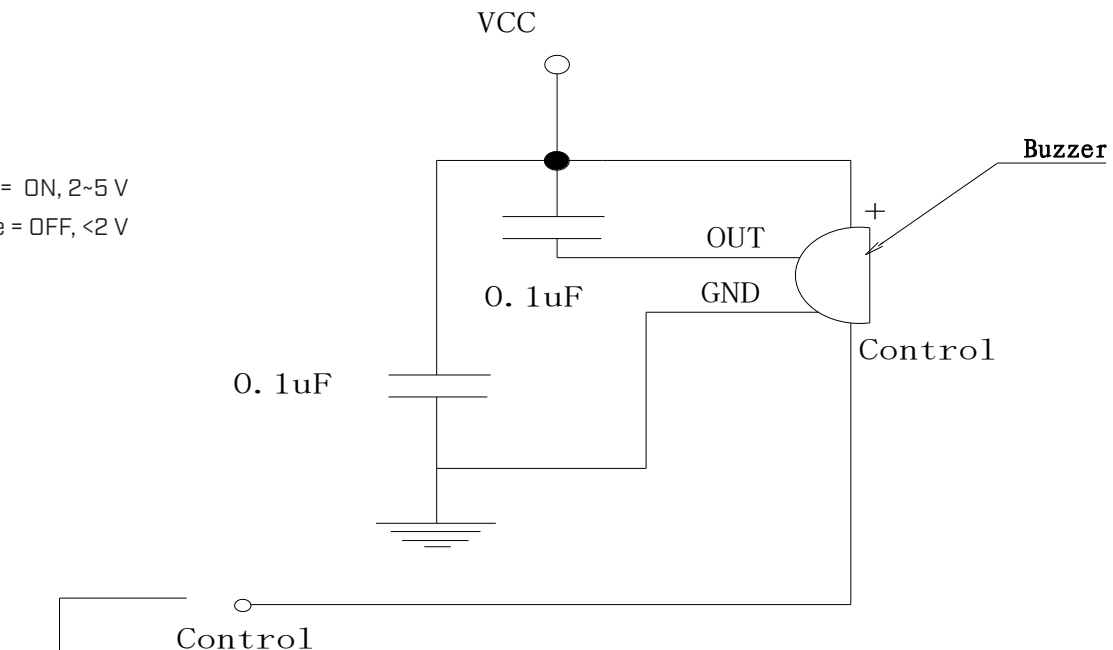 VCC
Buzzer
= ON, 2~5 V
= OFF, <2 V
+
OUT
0.1uF
GND
Control
0.1uF
Control